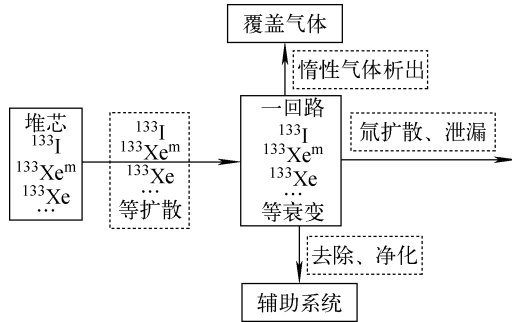 覆盖气体
惰性气体析出
堆芯
¹³³I
¹³³Xeᵐ
¹³³Xe
…
¹³³I
¹³³Xeᵐ
¹³³Xe
…
等扩散
一回路
¹³³I
¹³³Xeᵐ
¹³³Xe
…
等衰变
氚扩散、泄漏
去除、净化
辅助系统